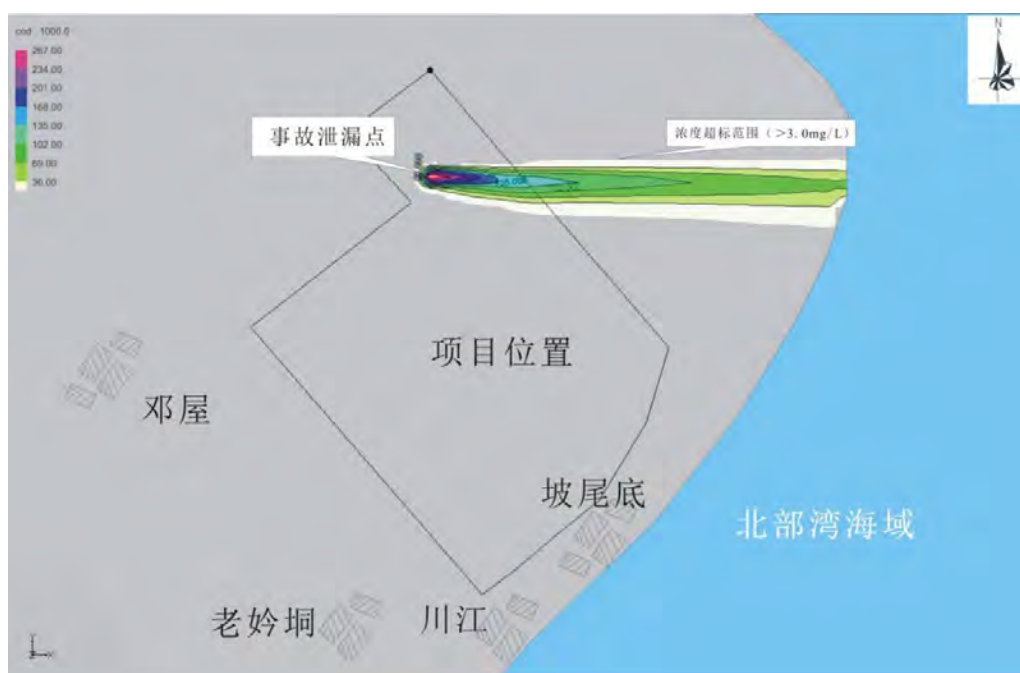 cod 1000.0
267.00
234.00
201.00
168.00
135.00
102.00
69.00
36.00
N
事故泄漏点
浓度超标范围（>3.0mg/L）
项目位置
邓屋
坡尾底
北部湾海域
老妗垌
川江